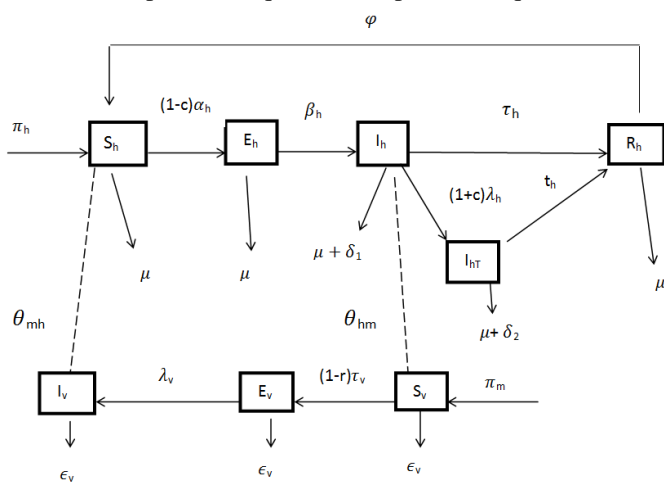 φ
π_h
S_h
(1-c)α_h
E_h
β_h
I_h
τ_h
R_h
(1+c)λ_h
t_h
I_hT
μ
μ
μ + δ_1
μ+ δ_2
μ
θ_mh
θ_hm
I_v
λ_v
E_v
(1-r)τ_v
S_v
π_m
ϵ_v
ϵ_v
ϵ_v